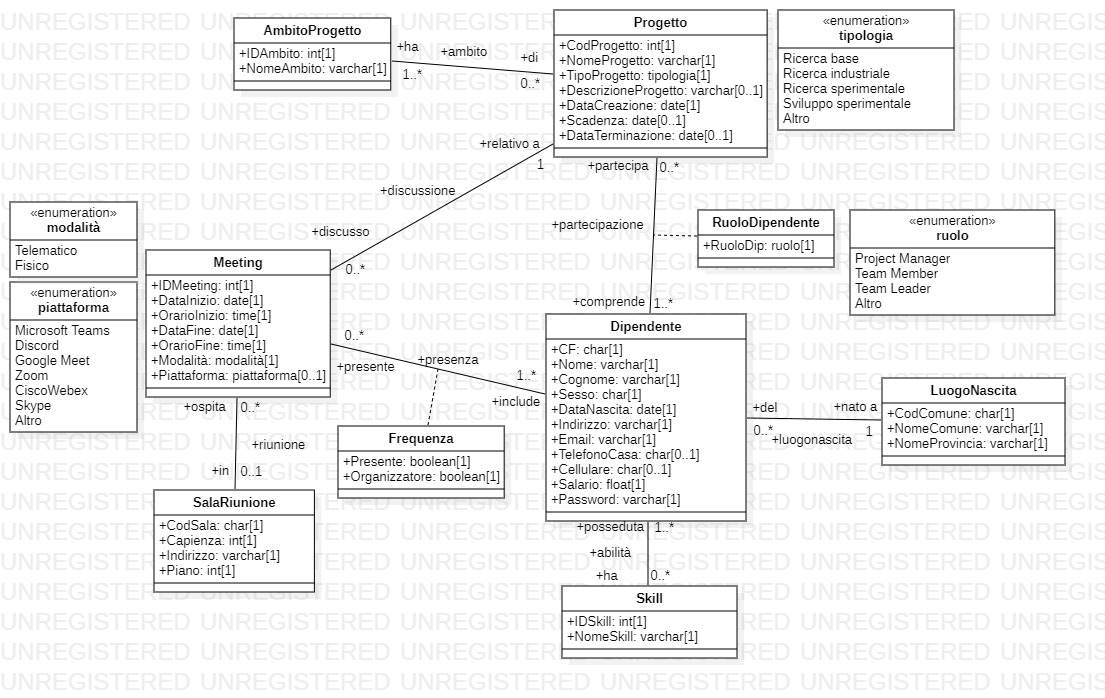 AmbitoProgetto
+IDAmbito: int[1]
+NomeAmbito: varchar[1]
+ha
1..*
+ambito
+di
0..*
Progetto
+CodProgetto: int[1]
+NomeProgetto: varchar[1]
+TipoProgetto: tipologia[1]
+DescrizioneProgetto: varchar[0..1]
+DataCreazione: date[1]
+Scadenza: date[0..1]
+DataTerminazione: date[0..1]
«enumeration»
tipologia
Ricerca base
Ricerca industriale
Ricerca sperimentale
Sviluppo sperimentale
Altro
+relativo a
1
+discussione
+discusso
0..*
+partecipa
0..*
+partecipazione
+comprende
1..*
RuoloDipendente
+RuoloDip: ruolo[1]
«enumeration»
ruolo
Project Manager
Team Member
Team Leader
Altro
«enumeration»
modalità
Telematico
Fisico
«enumeration»
piattaforma
Microsoft Teams
Discord
Google Meet
Zoom
CiscoWebex
Skype
Altro
Meeting
+IDMeeting: int[1]
+DataInizio: date[1]
+OrarioInizio: time[1]
+DataFine: date[1]
+OrarioFine: time[1]
+Modalità: modalità[1]
+Piattaforma: piattaforma[0..1]
0..*
+presente
+presenza
1..*
+include
Dipendente
+CF: char[1]
+Nome: varchar[1]
+Cognome: varchar[1]
+Sesso: char[1]
+DataNascita: date[1]
+Indirizzo: varchar[1]
+Email: varchar[1]
+TelefonoCasa: char[0..1]
+Cellulare: char[0..1]
+Salario: float[1]
+Password: varchar[1]
+del
0..*
+luogonascita
+nato a
1
LuogoNascita
+CodComune: char[1]
+NomeComune: varchar[1]
+NomeProvincia: varchar[1]
+ospita
0..*
+riunione
+in
0..1
Frequenza
+Presente: boolean[1]
+Organizzatore: boolean[1]
SalaRiunione
+CodSala: char[1]
+Capienza: int[1]
+Indirizzo: varchar[1]
+Piano: int[1]
+posseduta
1..*
+abilità
+ha
0..*
Skill
+IDSkill: int[1]
+NomeSkill: varchar[1]
UNREGISTERED